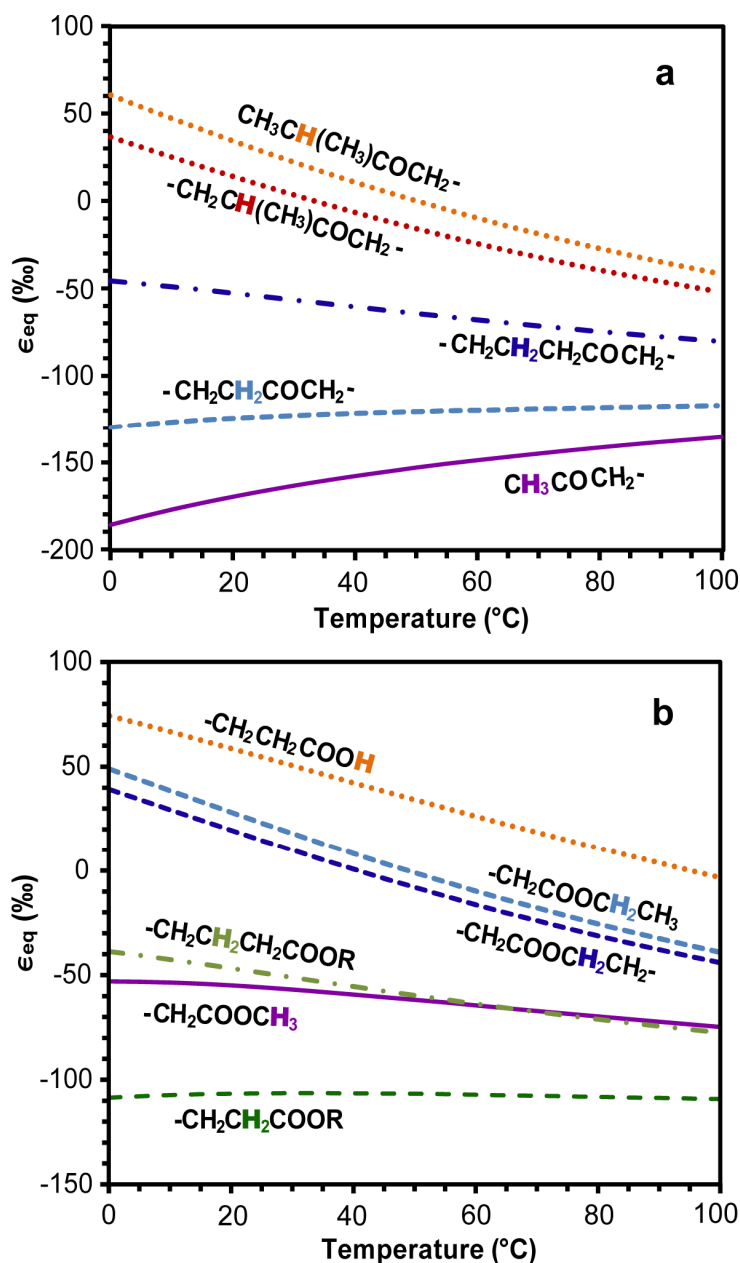 a
100
50
0
-50
-100
-150
-200
ϵeq (‰)
CH₃CH(CH₃)COCH₂-
-CH₂CH(CH₃)COCH₂-
-CH₂CH₂CH₂COCH₂-
-CH₂CH₂COCH₂-
CH₃COCH₂-
0 20 40 60 80 100
Temperature (°C)
b
100
50
0
-50
-100
-150
ϵeq (‰)
-CH₂CH₂COOH
-CH₂COOCH₂CH₃
-CH₂COOCH₂CH₂-
-CH₂CH₂CH₂COOR
-CH₂COOCH₃
-CH₂CH₂COOR
0 20 40 60 80 100
Temperature (°C)